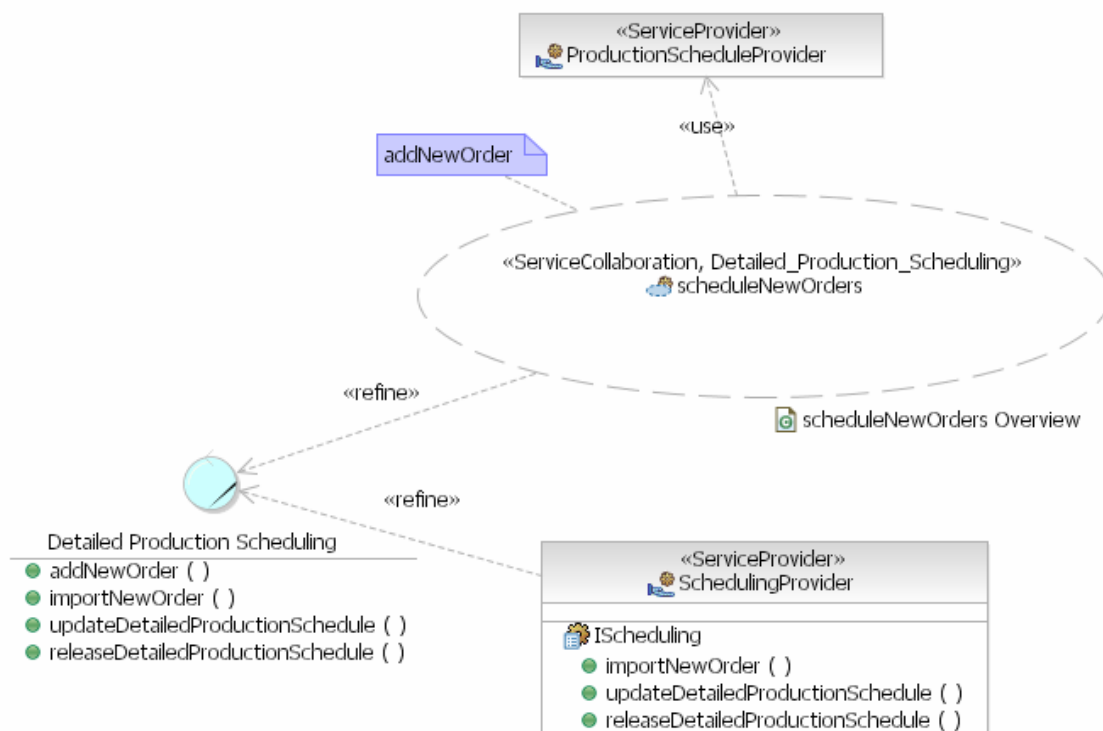 «ServiceProvider»
ProductionScheduleProvider
«use»
addNewOrder
«ServiceCollaboration, Detailed_Production_Scheduling»
scheduleNewOrders
«refine»
scheduleNewOrders Overview
«refine»
Detailed Production Scheduling
addNewOrder ( )
importNewOrder ( )
updateDetailedProductionSchedule ( )
releaseDetailedProductionSchedule ( )
«ServiceProvider»
SchedulingProvider
IScheduling
importNewOrder ( )
updateDetailedProductionSchedule ( )
releaseDetailedProductionSchedule ( )